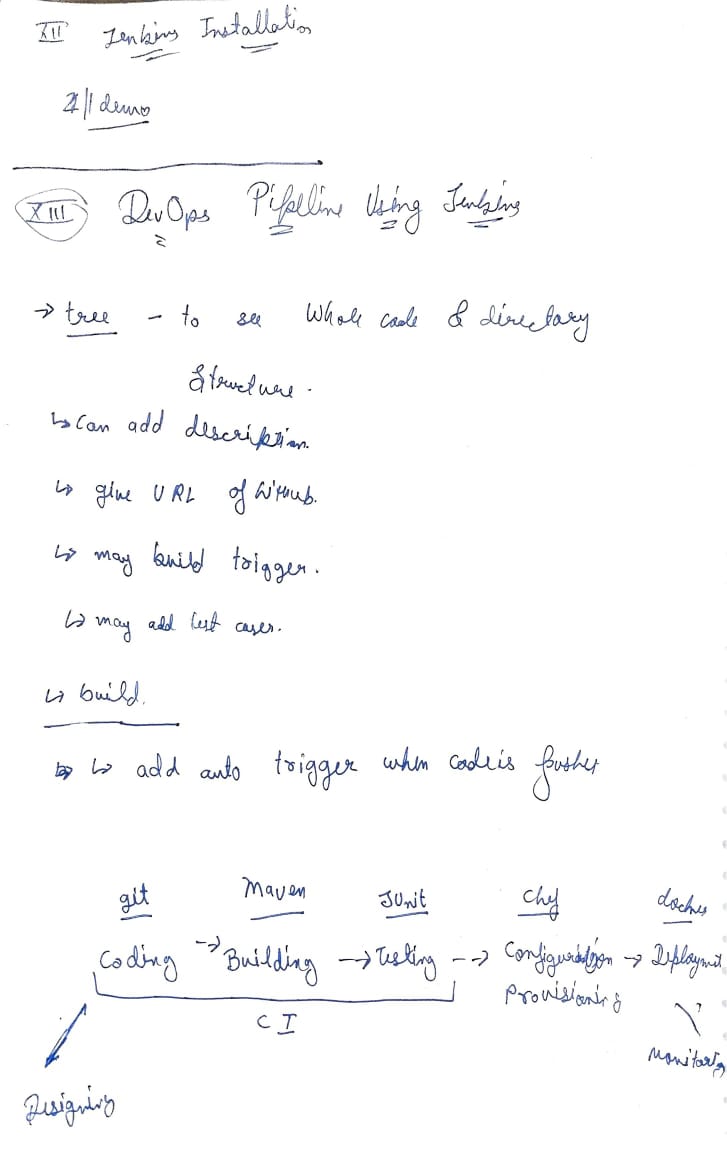 XII Jenkins Installation
// demo
XIII DevOps Pipeline Using Jenkins
→ tree - to see whole code & directory
structure.
↳ can add description.
↳ give URL of GitHub.
↳ may build trigger.
↳ may add test cases.
↳ build.
↳ add auto trigger when code is pushed
git Maven JUnit Chef docker
Coding → Building → Testing --> Configuration → Deployment
Provisioning
CI
Monitoring
Designing